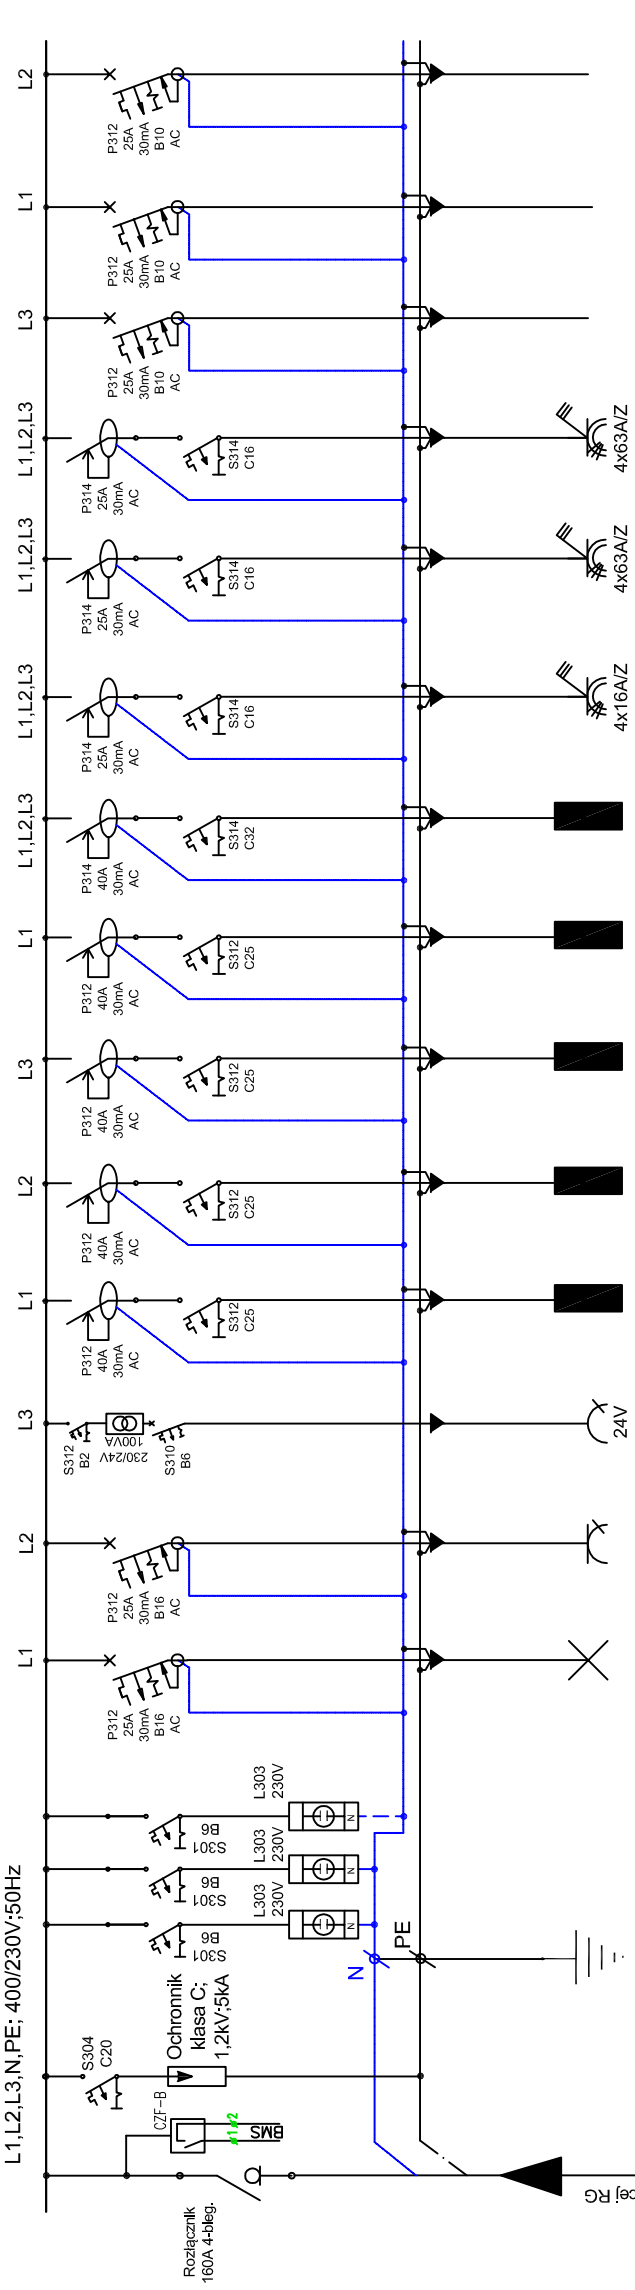 L1,L2,L3,N,PE; 400/230V;50Hz
Rozłącznik
160A 4-bieg.
CZF-B
#1#2
BMS
cej RG
S304
C20
Ochronnik
klasa C;
1,2kV;5kA
N
PE
S301
B6
L303
230V
S301
B6
L303
230V
S301
B6
L303
230V
L1
P312
25A
30mA
B16
AC
L2
P312
25A
30mA
B16
AC
L3
S312
B2
230/24V
100VA
S310
B6
24V
L1
P312
40A
30mA
AC
S312
C25
L2
P312
40A
30mA
AC
S312
C25
L3
P312
40A
30mA
AC
S312
C25
L1
P312
40A
30mA
AC
S312
C25
L1,L2,L3
P314
40A
30mA
AC
S314
C32
L1,L2,L3
P314
25A
30mA
AC
S314
C16
4x16A/Z
L1,L2,L3
P314
25A
30mA
AC
S314
C16
4x63A/Z
L1,L2,L3
P314
25A
30mA
AC
S314
C16
4x63A/Z
L3
P312
25A
30mA
B10
AC
L1
P312
25A
30mA
B10
AC
L2
P312
25A
30mA
B10
AC